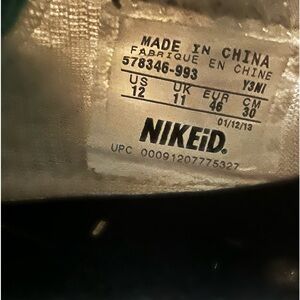 MADE IN CHINA
FABRIQUE EN CHINE
578346-993 Y3NI
US UK EUR CM
12 11 46 30
01/12/13
NIKEiD.
UPC 00091207775327